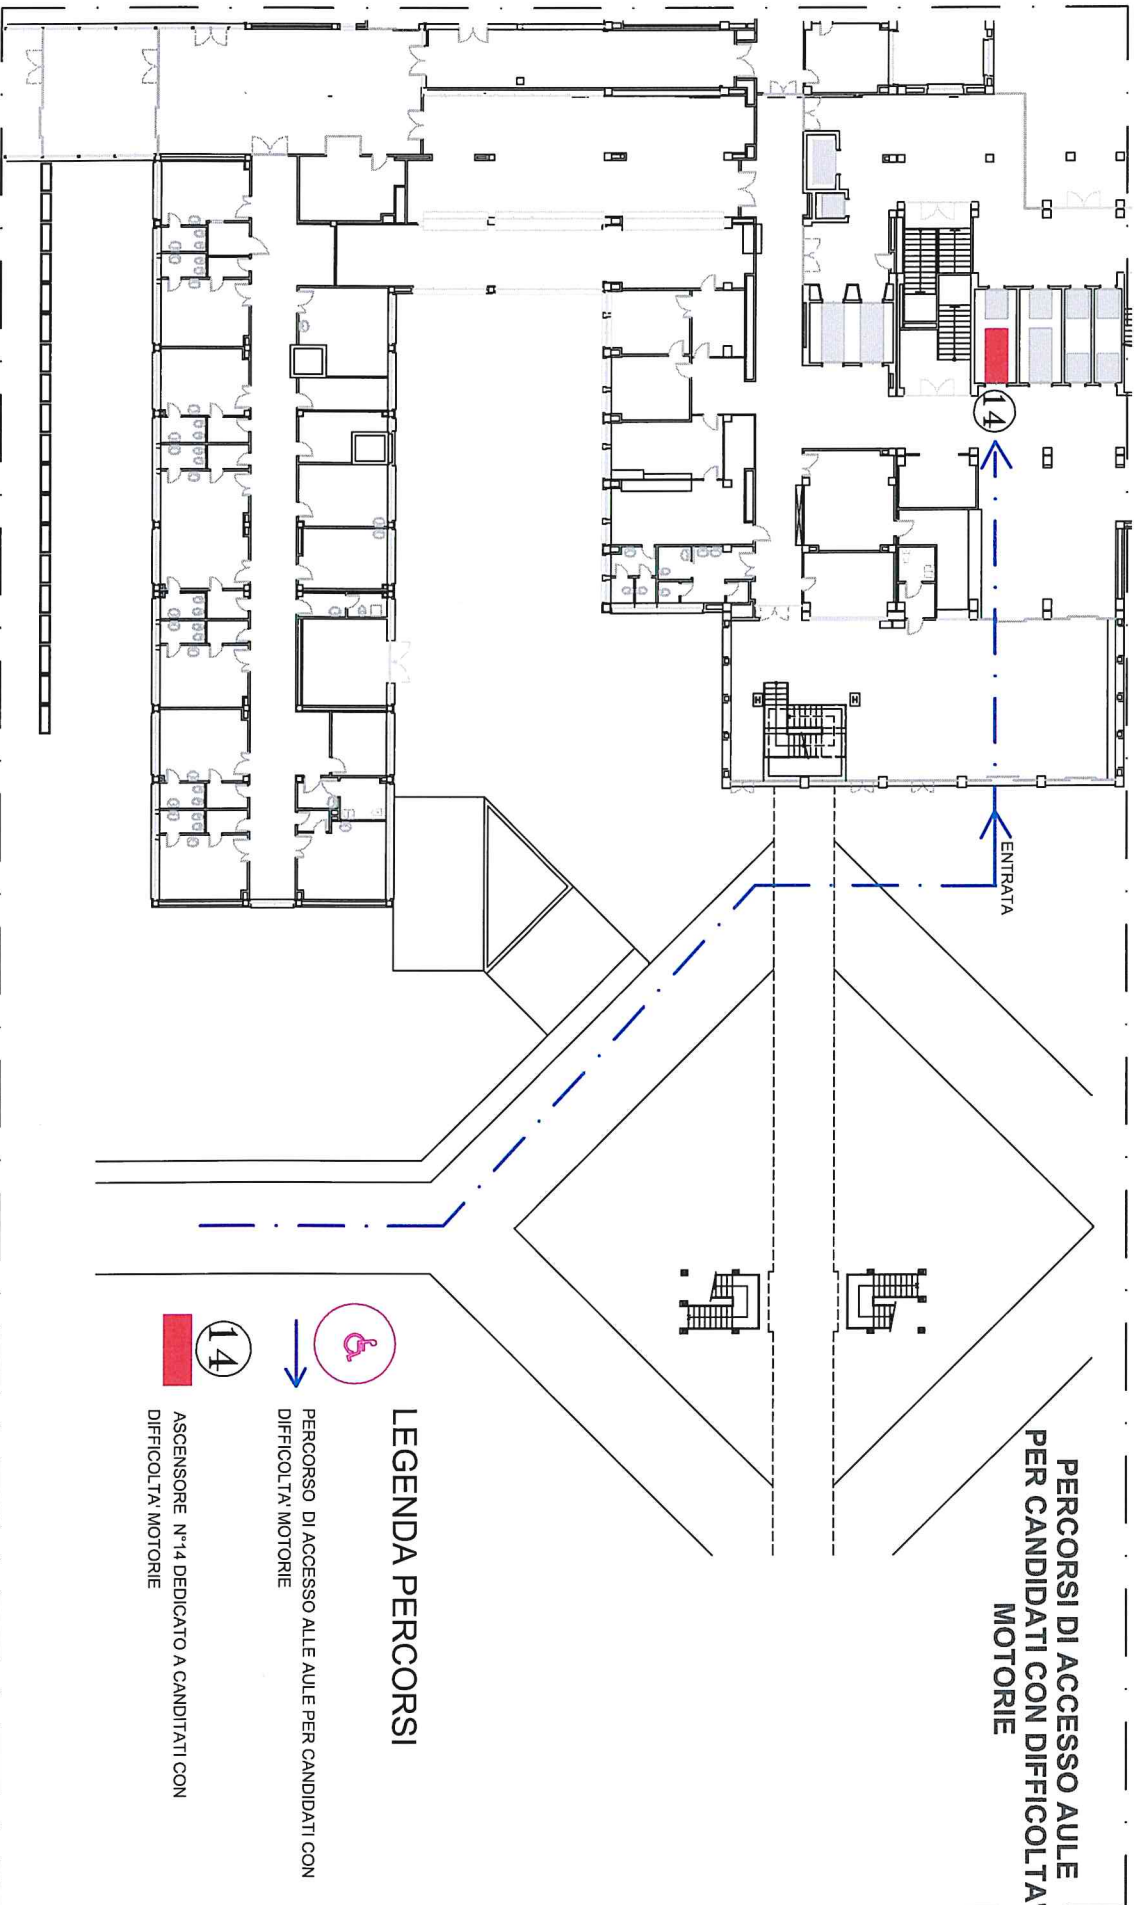 PERCORSI DI ACCESSO AULE
PER CANDIDATI CON DIFFICOLTA'
MOTORIE
14
ENTRATA
H
H
LEGENDA PERCORSI
PERCORSO DI ACCESSO ALLE AULE PER CANDIDATI CON
DIFFICOLTA' MOTORIE
14
ASCENSORE N°14 DEDICATO A CANDITATI CON
DIFFICOLTA' MOTORIE